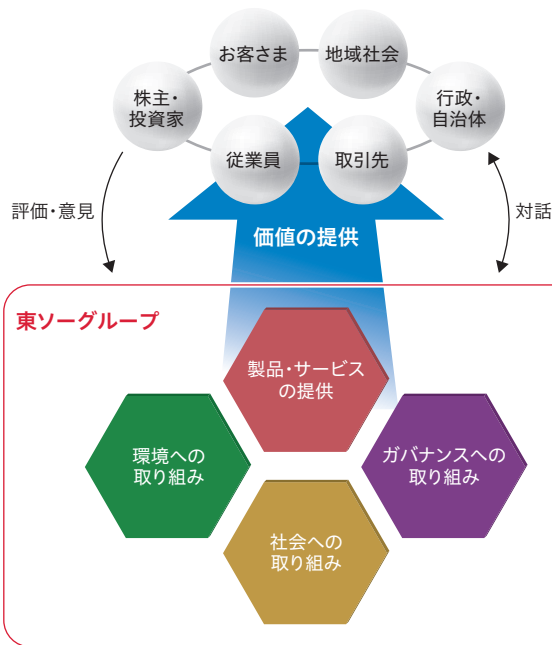 お客さま
地域社会
株主・
投資家
行政・
自治体
従業員
取引先
評価・意見
対話
価値の提供
東ソーグループ
製品・サービス
の提供
環境への
取り組み
ガバナンスへの
取り組み
社会への
取り組み